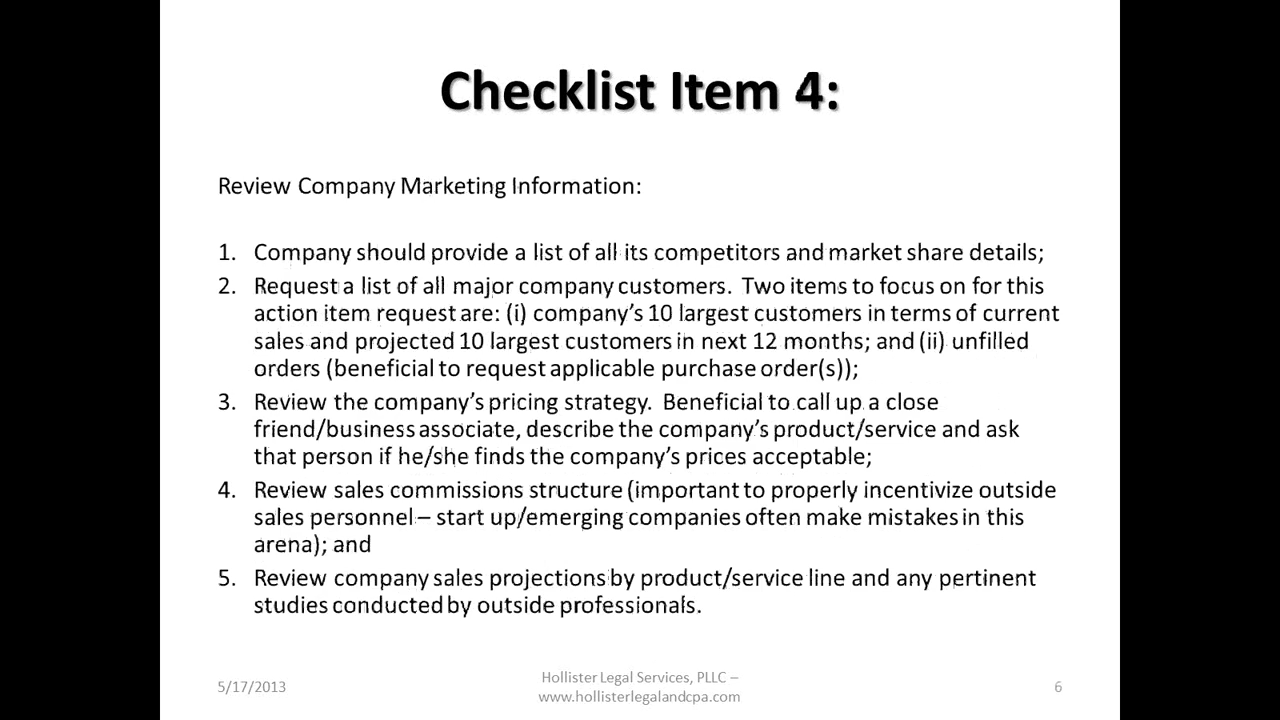 Checklist Item 4:
Review Company Marketing Information:
1. Company should provide a list of all its competitors and market share details;
2. Request a list of all major company customers. Two items to focus on for this
action item request are: (i) company's 10 largest customers in terms of current
sales and projected 10 largest customers in next 12 months; and (ii) unfilled
orders (beneficial to request applicable purchase order(s));
3. Review the company's pricing strategy. Beneficial to call up a close
friend/business associate, describe the company's product/service and ask
that person if he/she finds the company's prices acceptable;
4. Review sales commissions structure (important to properly incentivize outside
sales personnel – start up/emerging companies often make mistakes in this
arena); and
5. Review company sales projections by product/service line and any pertinent
studies conducted by outside professionals.
5/17/2013
Hollister Legal Services, PLLC –
www.hollisterlegalandcpa.com
6